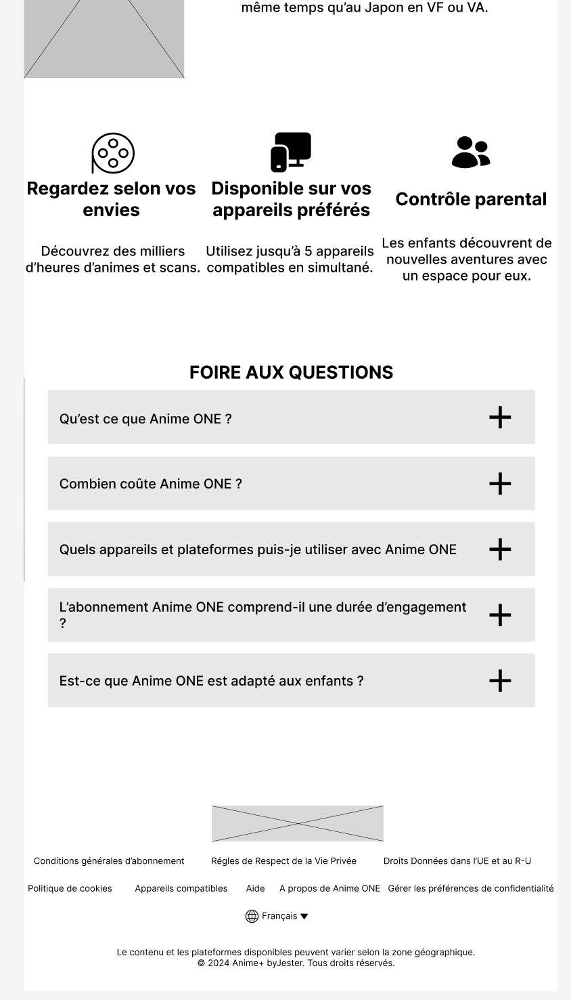 même temps qu’au Japon en VF ou VA.
Regardez selon vos
envies
Découvrez des milliers
d’heures d’animes et scans.
Disponible sur vos
appareils préférés
Utilisez jusqu’à 5 appareils
compatibles en simultané.
Contrôle parental
Les enfants découvrent de
nouvelles aventures avec
un espace pour eux.
FOIRE AUX QUESTIONS
Qu’est ce que Anime ONE ?
Combien coûte Anime ONE ?
Quels appareils et plateformes puis-je utiliser avec Anime ONE
L’abonnement Anime ONE comprend-il une durée d’engagement
?
Est-ce que Anime ONE est adapté aux enfants ?
Conditions générales d’abonnement Régles de Respect de la Vie Privée Droits Données dans l’UE et au R-U
Politique de cookies Appareils compatibles Aide A propos de Anime ONE Gérer les préférences de confidentialité
Français
Le contenu et les plateformes disponibles peuvent varier selon la zone géographique.
© 2024 Anime+ byJester. Tous droits réservés.